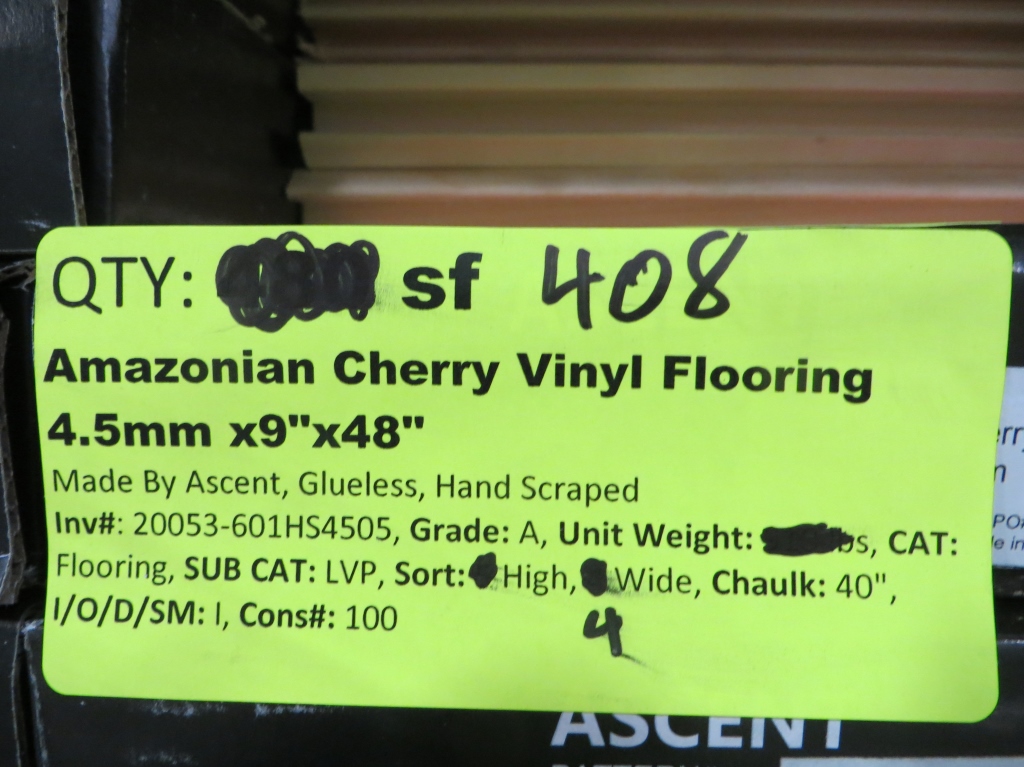 QTY: sf 408
Amazonian Cherry Vinyl Flooring
4.5mm x9"x48"
Made By Ascent, Glueless, Hand Scraped
Inv#: 20053-601HS4505, Grade: A, Unit Weight: CAT:
Flooring, SUB CAT: LVP, Sort: High, Wide, Chaulk: 40",
I/O/D/SM: I, Cons#: 100
4
ASCENT